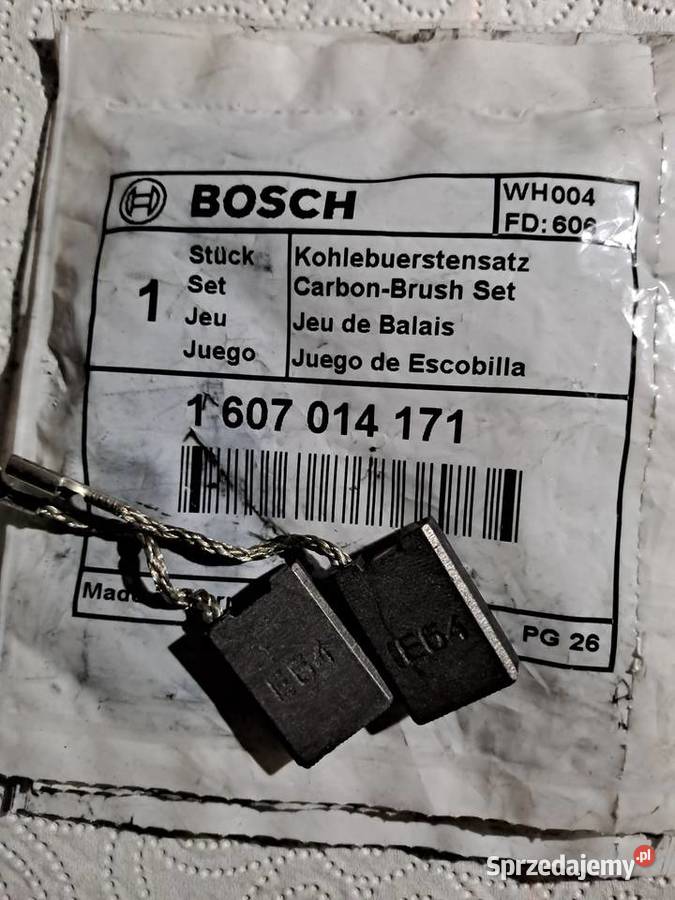 BOSCH
WH004
FD: 606
1
Stück
Set
Jeu
Juego
Kohlebuerstensatz
Carbon-Brush Set
Jeu de Balais
Juego de Escobilla
1 607 014 171
Made
PG 26
E64
E64
Sprzedajemy.pl